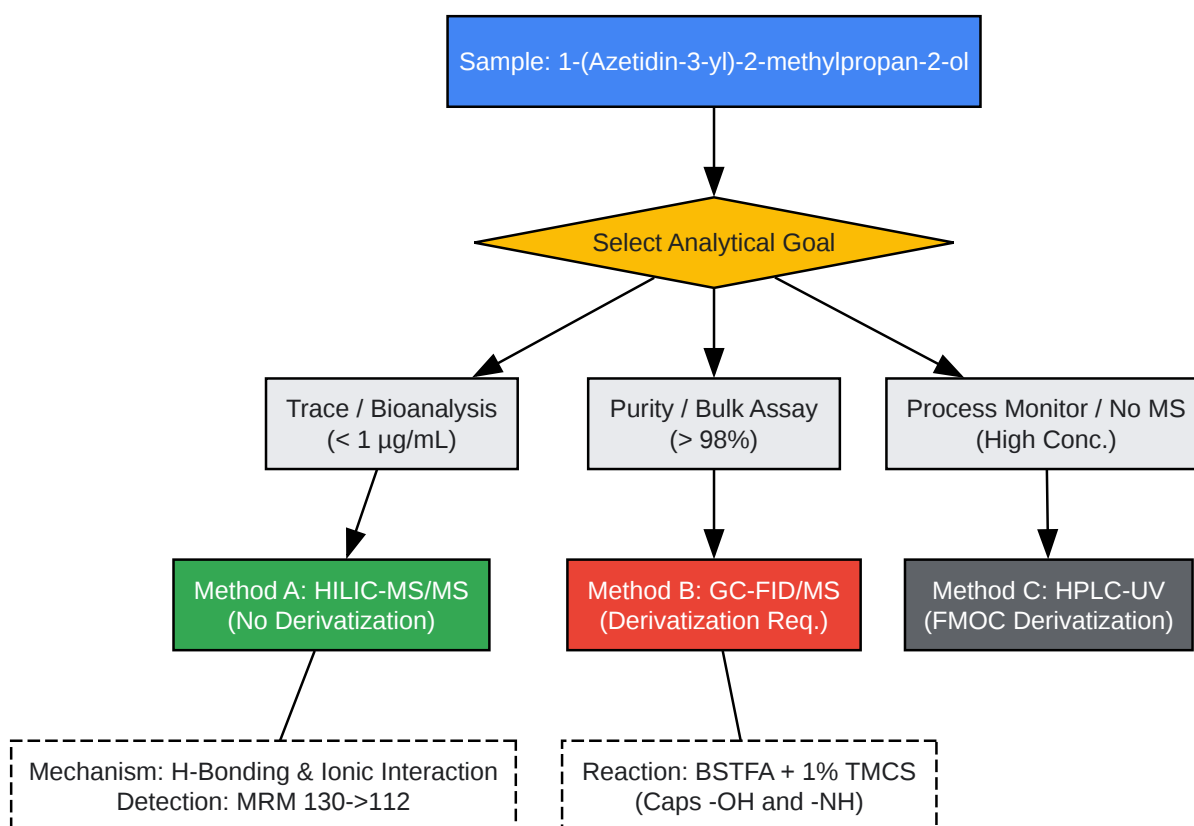 Sample: 1-(Azetidin-3-yl)-2-methylpropan-2-ol
Select Analytical Goal
Trace / Bioanalysis
(< 1 µg/mL)
Purity / Bulk Assay
(> 98%)
Process Monitor / No MS
(High Conc.)
Method A: HILIC-MS/MS
(No Derivatization)
Method B: GC-FID/MS
(Derivatization Req.)
Method C: HPLC-UV
(FMOC Derivatization)
Mechanism: H-Bonding & Ionic Interaction
Detection: MRM 130->112
Reaction: BSTFA + 1% TMCS
(Caps -OH and -NH)